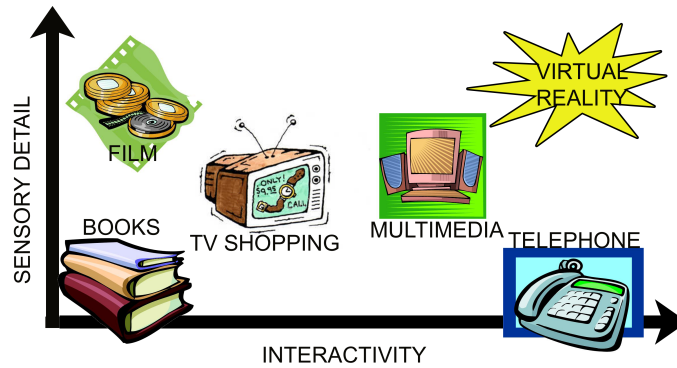 VIRTUAL
REALITY
FILM
ONLY!
$9.95
CALL
BOOKS
TV SHOPPING
MULTIMEDIA
TELEPHONE
SENSORY DETAIL
INTERACTIVITY